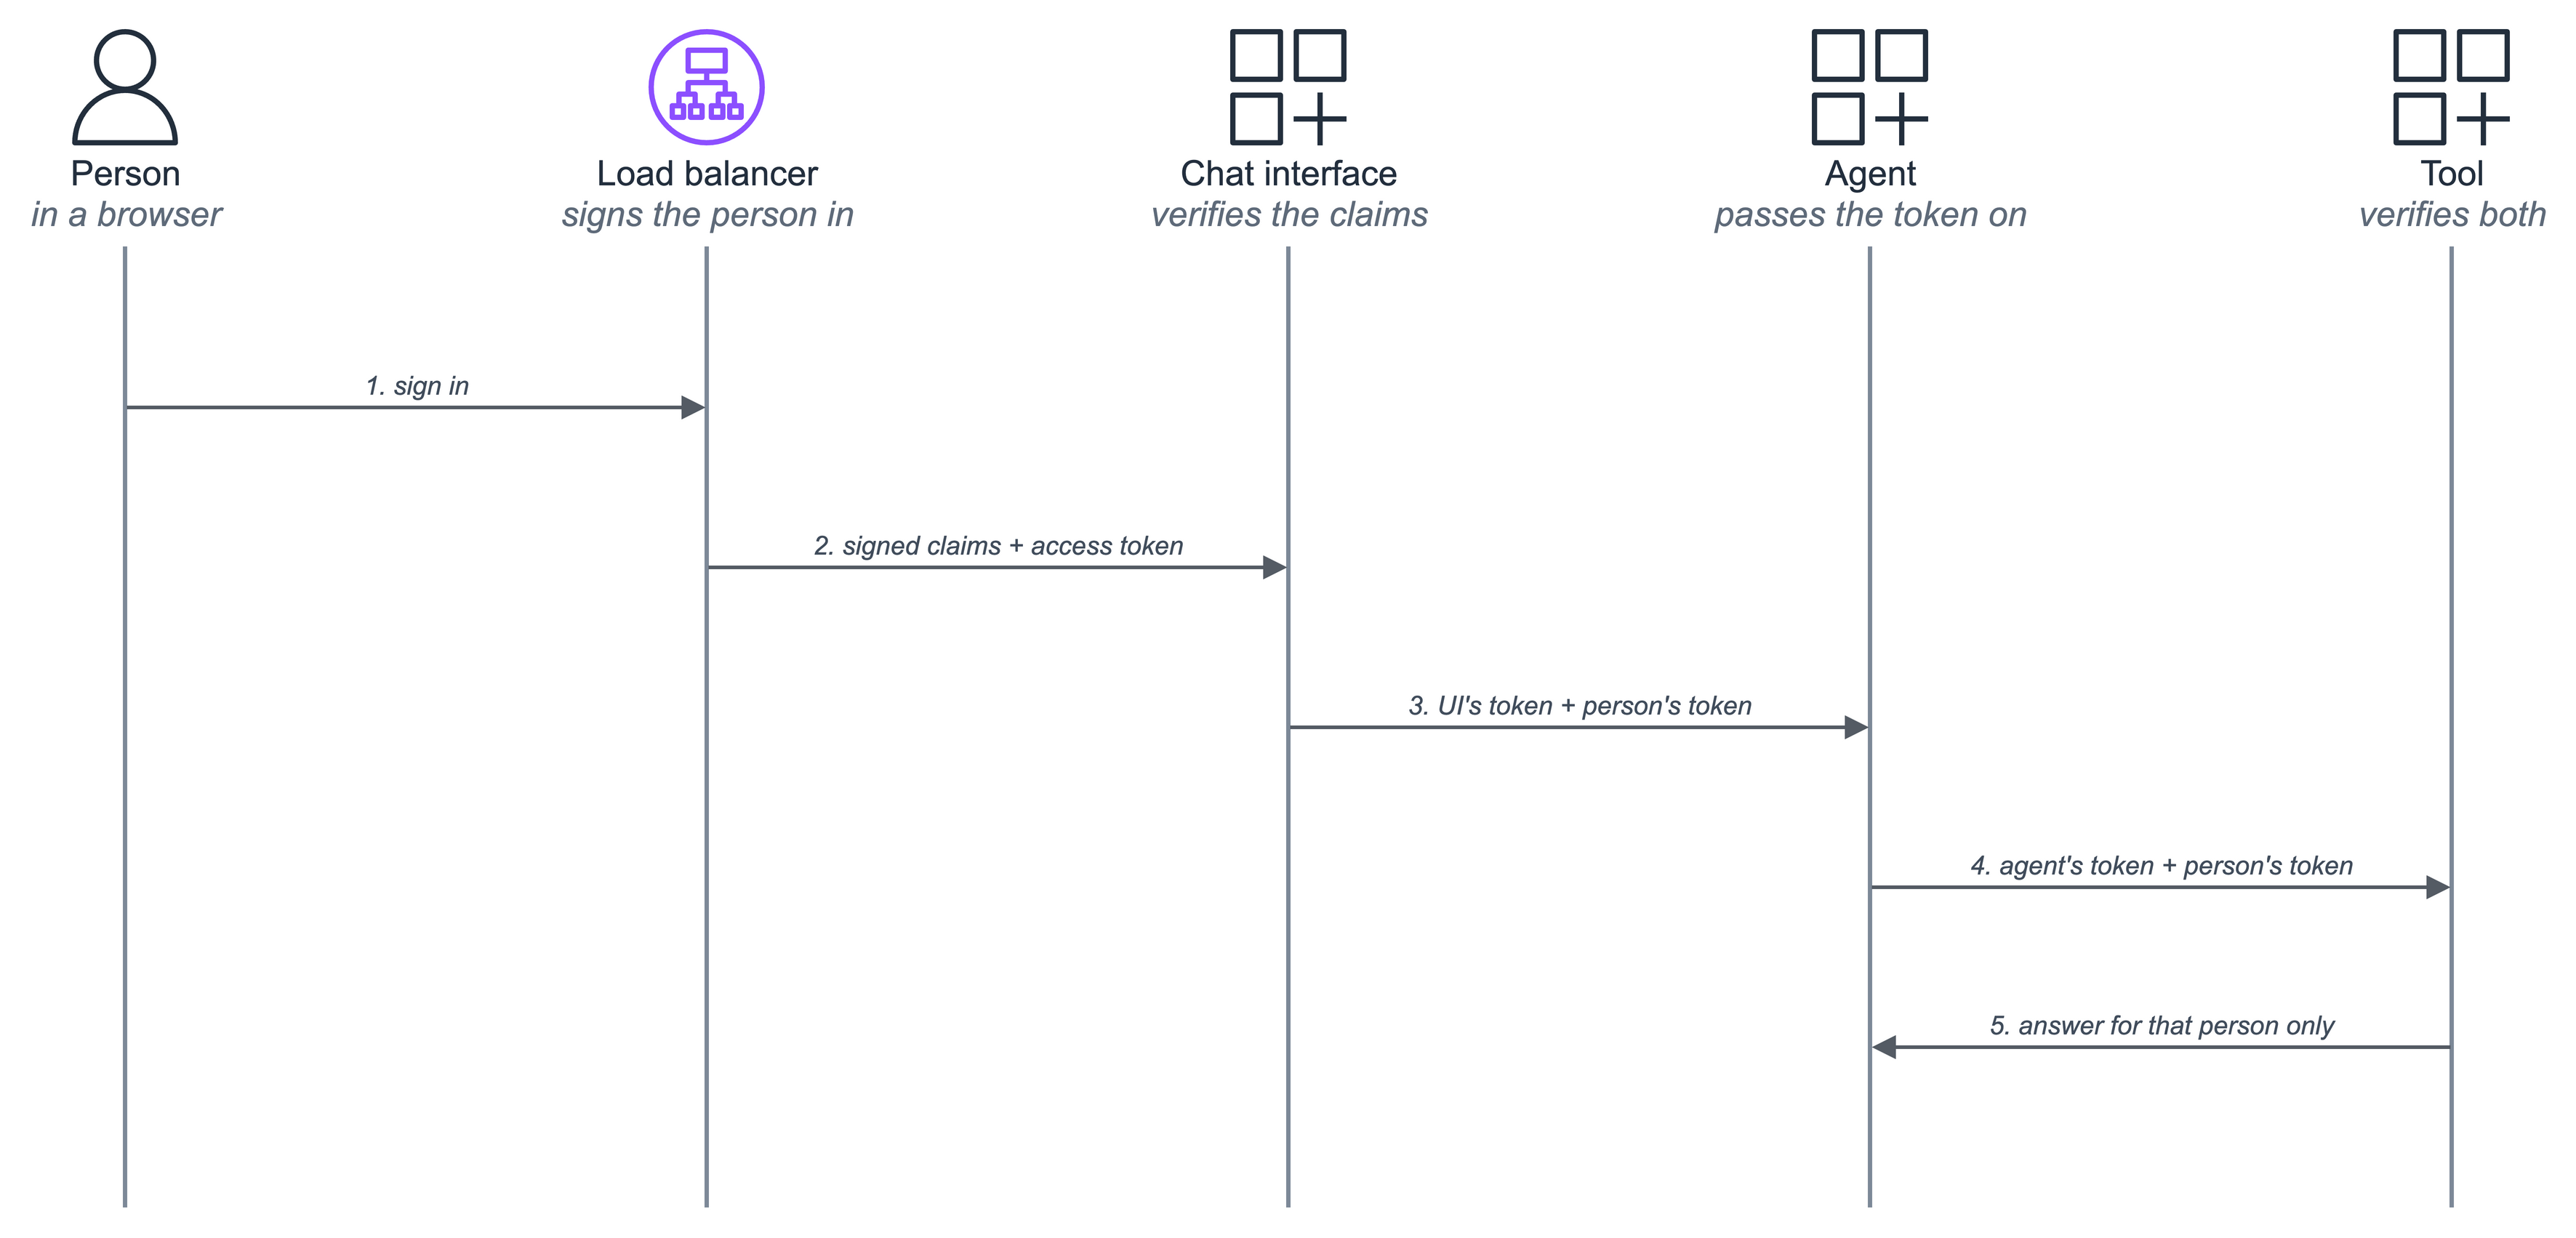 Person
in a browser
Load balancer
signs the person in
Chat interface
verifies the claims
Agent
passes the token on
Tool
verifies both
1. sign in
2. signed claims + access token
3. UI's token + person's token
4. agent's token + person's token
5. answer for that person only